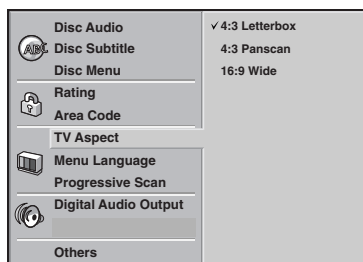 Disc Audio
ABC Disc Subtitle
Disc Menu
Rating
Area Code
TV Aspect
Menu Language
Progressive Scan
Digital Audio Output
Others
✓ 4:3 Letterbox
4:3 Panscan
16:9 Wide